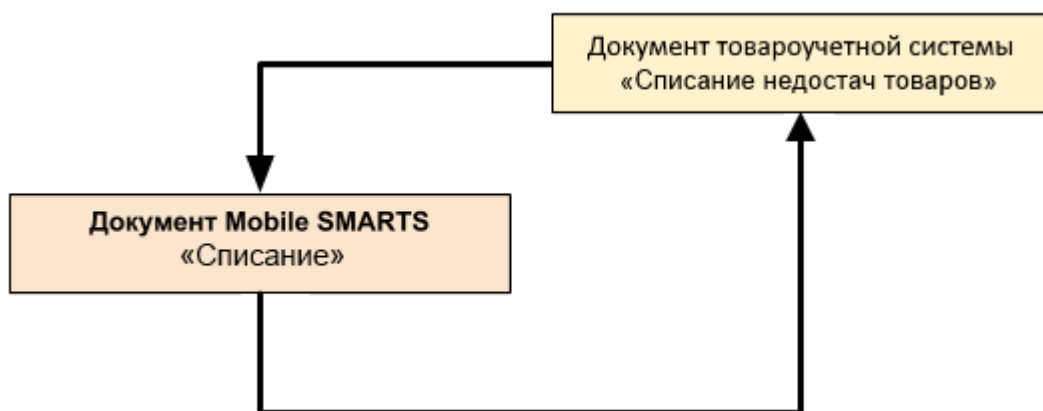 Документ товароучетной системы
«Списание недостач товаров»
Документ Mobile SMARTS
«Списание»